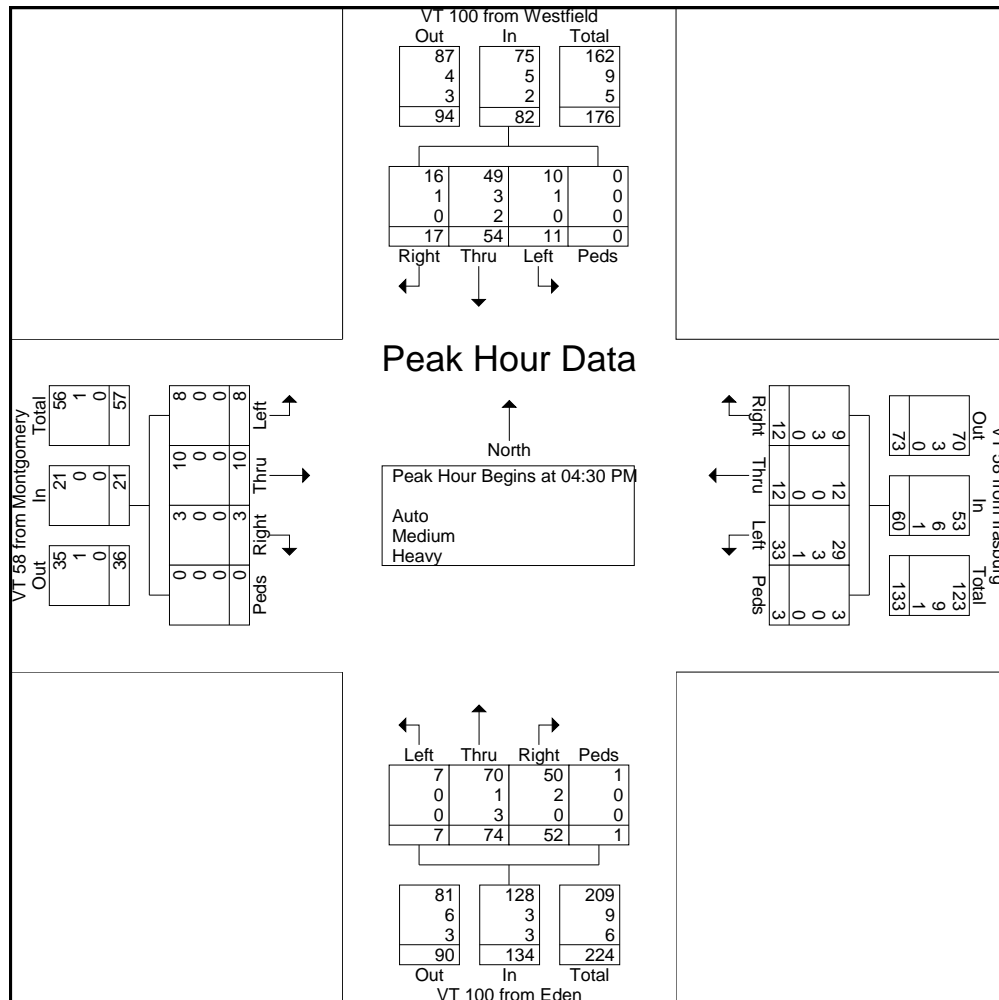 VT 100 from Westfield
Out In Total
87 75 162
4 5 9
3 2 5
94 82 176
16 49 10 0
1 3 1 0
0 2 0 0
17 54 11 0
Right Thru Left Peds
Peak Hour Data
North
Peak Hour Begins at 04:30 PM
Auto
Medium
Heavy
VT 58 from Montgomery
Out In Total
35 21 56
1 0 1
0 0 0
36 21 57
3 10 8
0 0 0 0
0 0 0 0
0 3 10 8
Peds Right Thru Left
VT 58 from Irasburg
Out In Total
70 53 123
3 6 9
0 1 1
73 60 133
9 12 29 3
3 0 3 0
0 0 1 0
12 12 33 3
Right Thru Left Peds
Left Thru Right Peds
7 70 50 1
0 1 2 0
0 3 0 0
7 74 52 1
81 128 209
6 3 9
3 3 6
90 134 224
Out In Total
VT 100 from Eden